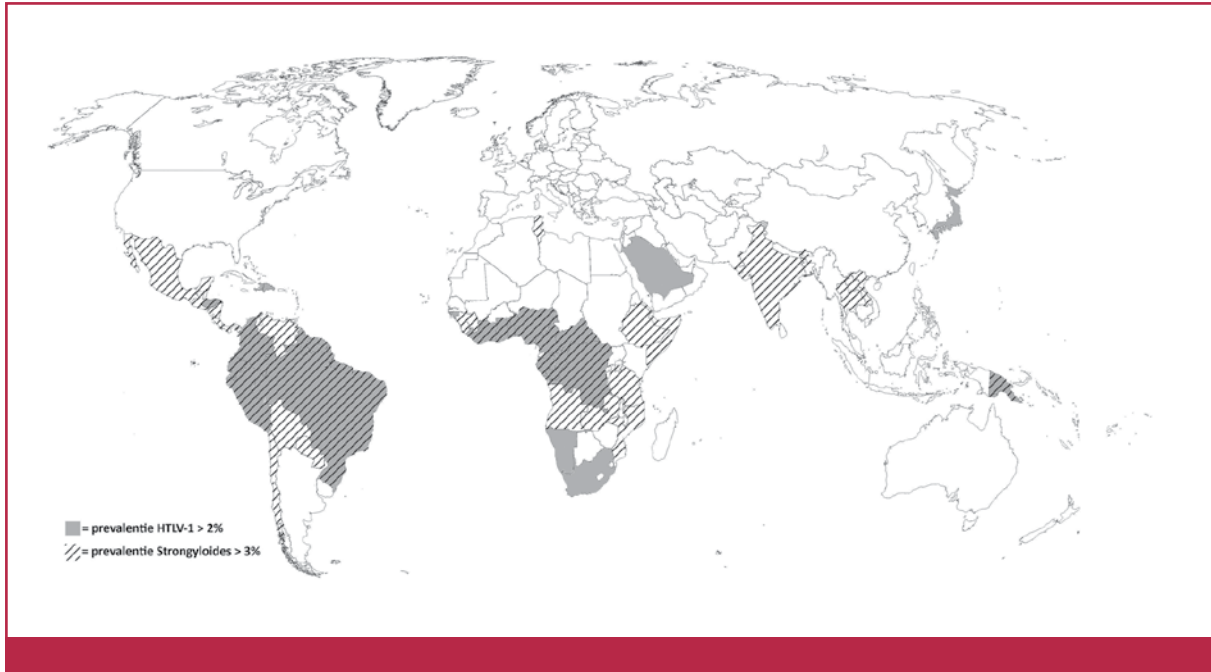 = prevalentie HTLV-1 > 2%
= prevalentie Strongyloides > 3%